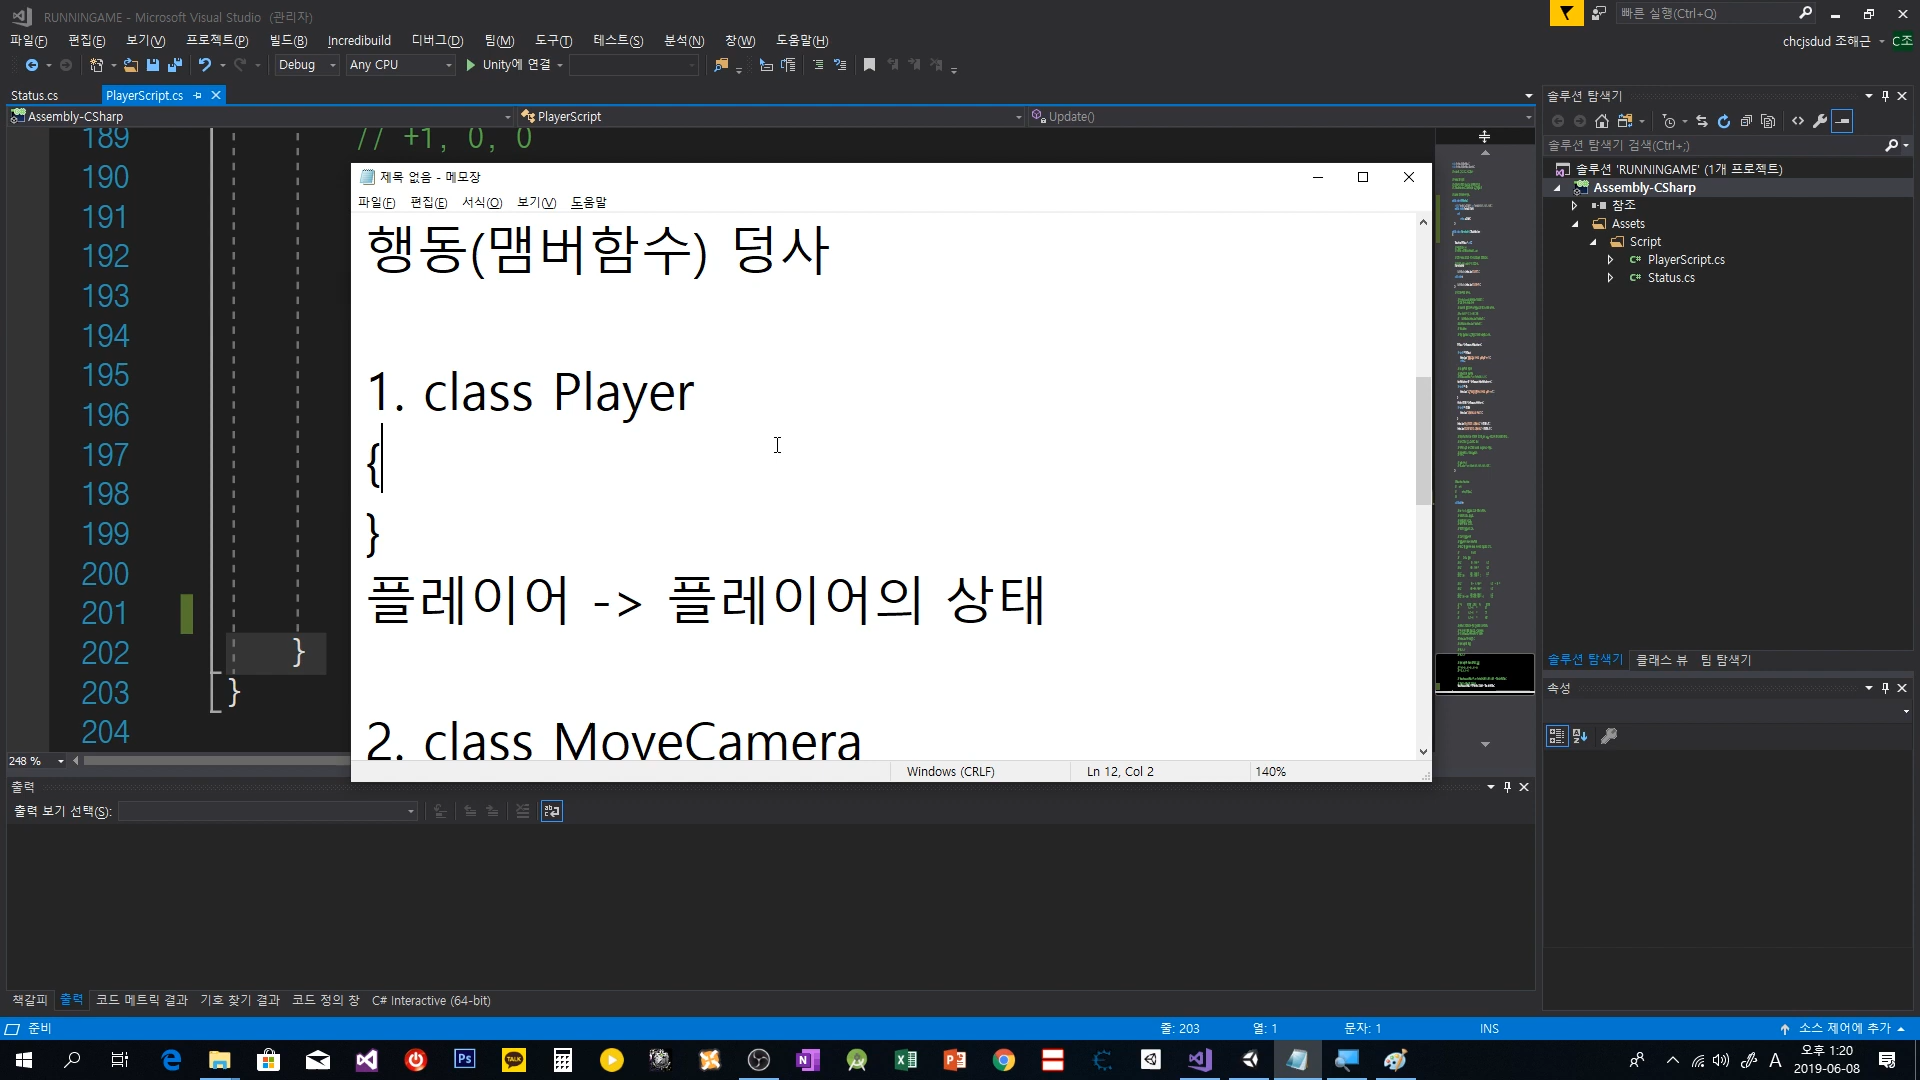 RUNNINGAME - Microsoft Visual Studio (관리자)
빠른 실행(Ctrl+Q)
파일(F) 편집(E) 보기(V) 프로젝트(P) 빌드(B) Incredibuild 디버그(D) 팀(M) 도구(T) 테스트(S) 분석(N) 창(W) 도움말(H)
chcjsdud 조해근
C조
Debug Any CPU Unity에 연결
Status.cs PlayerScript.cs
Assembly-CSharp PlayerScript Update()
189 // +1, 0, 0
190
191
192
193
194
195
196
197
198
199
200
201
202 }
203 }
204
제목 없음 - 메모장
파일(F) 편집(E) 서식(O) 보기(V) 도움말
행동(맴버함수) 덩사
1. class Player
{
}
플레이어 -> 플레이어의 상태
2. class MoveCamera
Windows (CRLF) Ln 12, Col 2 140%
248 %
출력
출력 보기 선택(S):
책갈피 출력 코드 메트릭 결과 기호 찾기 결과 코드 정의 창 C# Interactive (64-bit)
솔루션 탐색기
솔루션 탐색기 검색(Ctrl+;)
솔루션 'RUNNINGAME' (1개 프로젝트)
Assembly-CSharp
참조
Assets
Script
C# PlayerScript.cs
C# Status.cs
솔루션 탐색기 클래스 뷰 팀 탐색기
속성
준비 줄: 203 열: 1 문자: 1 INS 소스 제어에 추가
Ps TALK A 오후 1:20
2019-06-08